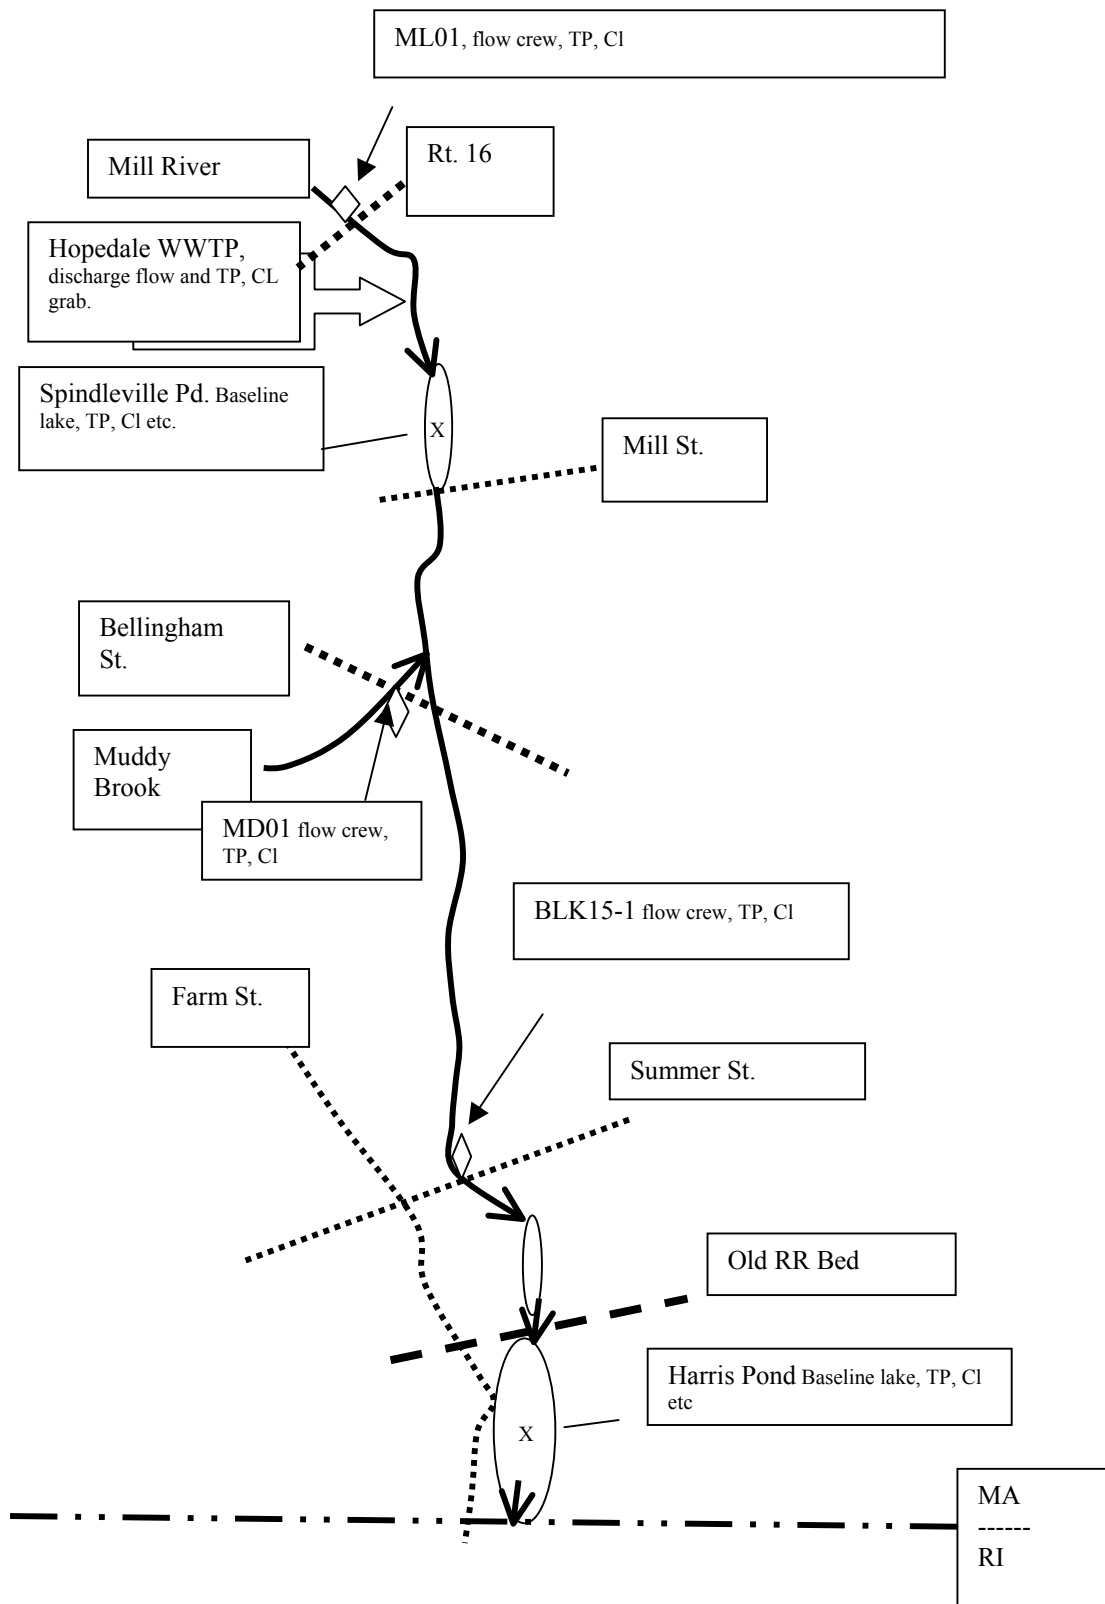 ML01, flow crew, TP, Cl
Rt. 16
Mill River
Hopedale WWTP,
discharge flow and TP, CL
grab.
Spindleville Pd. Baseline
lake, TP, Cl etc.
X
Mill St.
Bellingham
St.
Muddy
Brook
MD01 flow crew,
TP, Cl
BLK15-1 flow crew, TP, Cl
Farm St.
Summer St.
Old RR Bed
Harris Pond Baseline lake, TP, Cl
etc
X
MA
------
RI